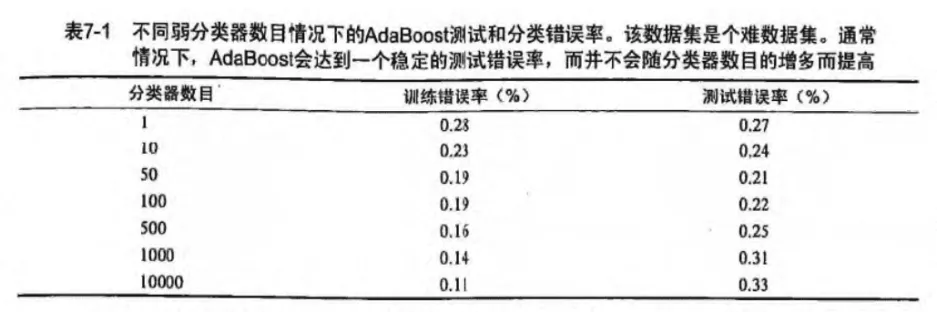 表7-1 不同弱分类器数目情况下的AdaBoost测试和分类错误率。该数据集是个难数据集。通常
情况下，AdaBoost会达到一个稳定的测试错误率，而并不会随分类器数目的增多而提高
分类器数目 训练错误率（%） 测试错误率（%）
1 0.28 0.27
10 0.23 0.24
50 0.19 0.21
100 0.19 0.22
500 0.16 0.25
1000 0.14 0.31
10000 0.11 0.33